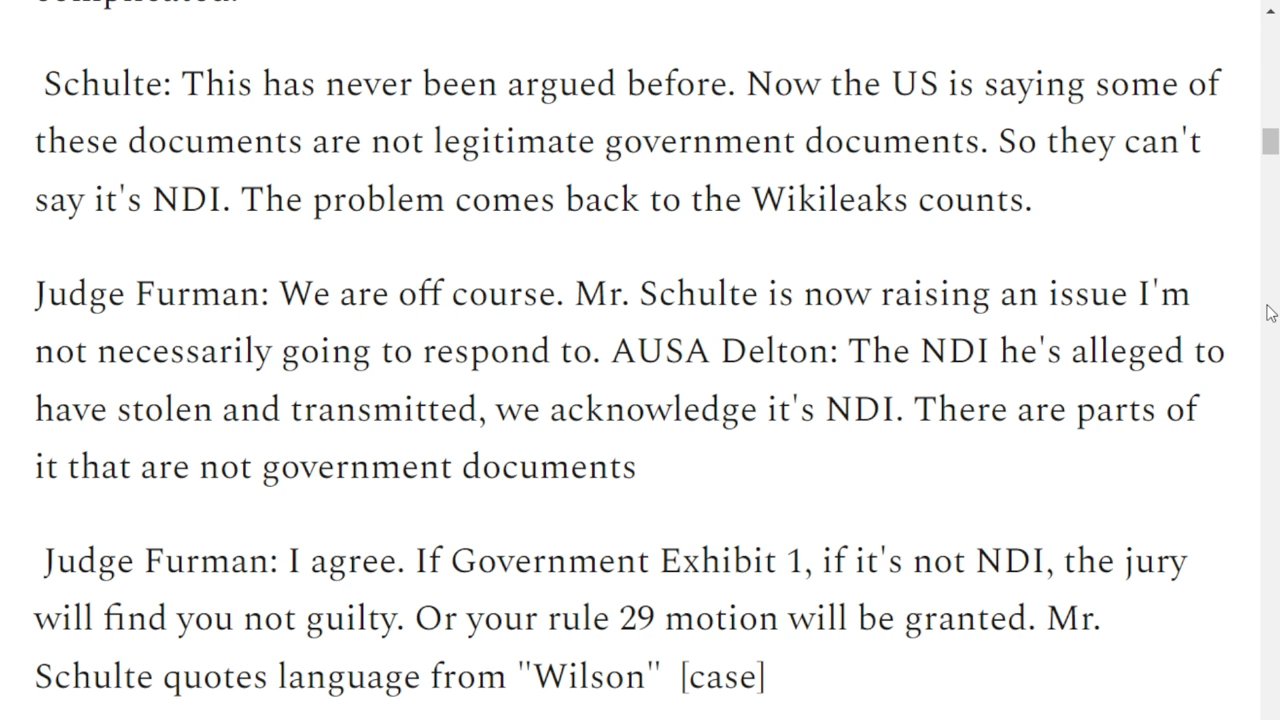 Schulte: This has never been argued before. Now the US is saying some of
these documents are not legitimate government documents. So they can't
say it's NDI. The problem comes back to the Wikileaks counts.
Judge Furman: We are off course. Mr. Schulte is now raising an issue I'm
not necessarily going to respond to. AUSA Delton: The NDI he's alleged to
have stolen and transmitted, we acknowledge it's NDI. There are parts of
it that are not government documents
Judge Furman: I agree. If Government Exhibit 1, if it's not NDI, the jury
will find you not guilty. Or your rule 29 motion will be granted. Mr.
Schulte quotes language from "Wilson"  [case]